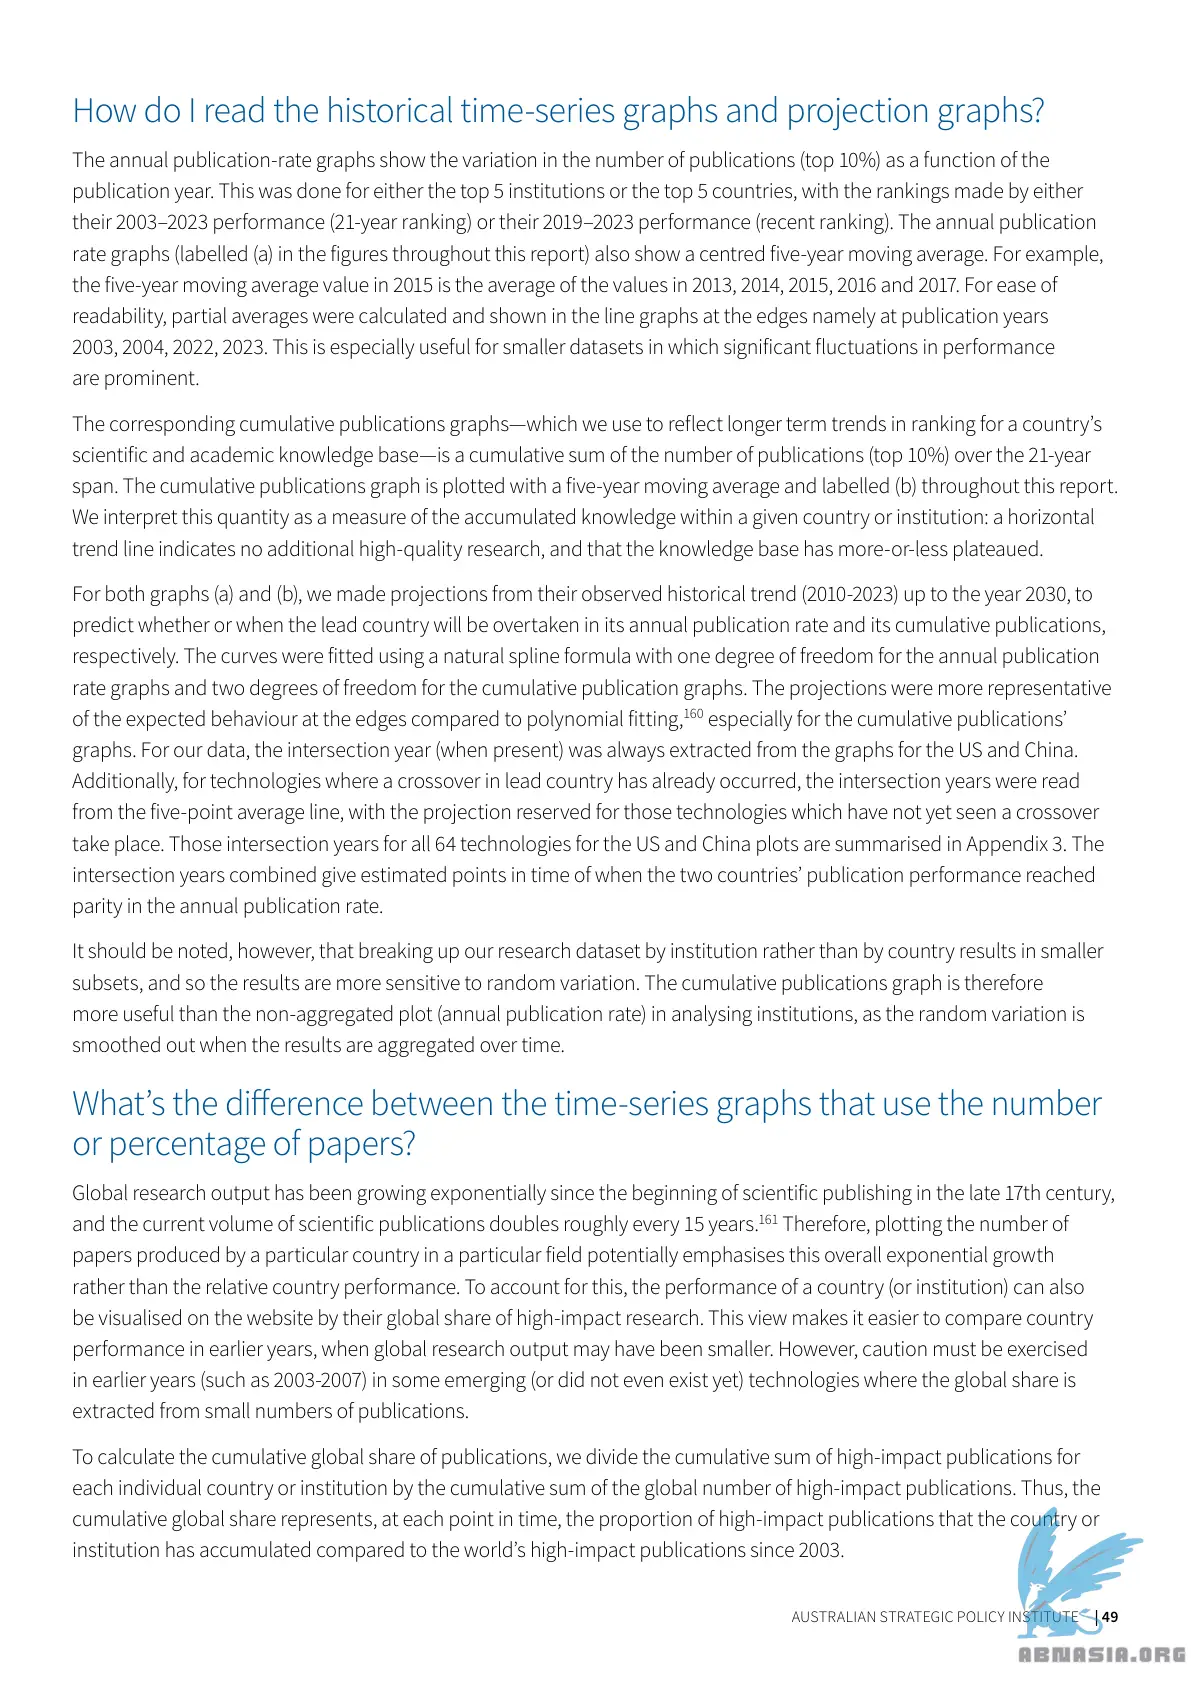 How do I read the historical time-series graphs and projection graphs?
The annual publication-rate graphs show the variation in the number of publications (top 10%) as a function of the
publication year. This was done for either the top 5 institutions or the top 5 countries, with the rankings made by either
their 2003–2023 performance (21-year ranking) or their 2019–2023 performance (recent ranking). The annual publication
rate graphs (labelled (a) in the figures throughout this report) also show a centred five-year moving average. For example,
the five-year moving average value in 2015 is the average of the values in 2013, 2014, 2015, 2016 and 2017. For ease of
readability, partial averages were calculated and shown in the line graphs at the edges namely at publication years
2003, 2004, 2022, 2023. This is especially useful for smaller datasets in which significant fluctuations in performance
are prominent.
The corresponding cumulative publications graphs—which we use to reflect longer term trends in ranking for a country's
scientific and academic knowledge base—is a cumulative sum of the number of publications (top 10%) over the 21-year
span. The cumulative publications graph is plotted with a five-year moving average and labelled (b) throughout this report.
We interpret this quantity as a measure of the accumulated knowledge within a given country or institution: a horizontal
trend line indicates no additional high-quality research, and that the knowledge base has more-or-less plateaued.
For both graphs (a) and (b), we made projections from their observed historical trend (2010-2023) up to the year 2030, to
predict whether or when the lead country will be overtaken in its annual publication rate and its cumulative publications,
respectively. The curves were fitted using a natural spline formula with one degree of freedom for the annual publication
rate graphs and two degrees of freedom for the cumulative publication graphs. The projections were more representative
of the expected behaviour at the edges compared to polynomial fitting,160 especially for the cumulative publications'
graphs. For our data, the intersection year (when present) was always extracted from the graphs for the US and China.
Additionally, for technologies where a crossover in lead country has already occurred, the intersection years were read
from the five-point average line, with the projection reserved for those technologies which have not yet seen a crossover
take place. Those intersection years for all 64 technologies for the US and China plots are summarised in Appendix 3. The
intersection years combined give estimated points in time of when the two countries' publication performance reached
parity in the annual publication rate.
It should be noted, however, that breaking up our research dataset by institution rather than by country results in smaller
subsets, and so the results are more sensitive to random variation. The cumulative publications graph is therefore
more useful than the non-aggregated plot (annual publication rate) in analysing institutions, as the random variation is
smoothed out when the results are aggregated over time.
What's the difference between the time-series graphs that use the number
or percentage of papers?
Global research output has been growing exponentially since the beginning of scientific publishing in the late 17th century,
and the current volume of scientific publications doubles roughly every 15 years.161 Therefore, plotting the number of
papers produced by a particular country in a particular field potentially emphasises this overall exponential growth
rather than the relative country performance. To account for this, the performance of a country (or institution) can also
be visualised on the website by their global share of high-impact research. This view makes it easier to compare country
performance in earlier years, when global research output may have been smaller. However, caution must be exercised
in earlier years (such as 2003-2007) in some emerging (or did not even exist yet) technologies where the global share is
extracted from small numbers of publications.
To calculate the cumulative global share of publications, we divide the cumulative sum of high-impact publications for
each individual country or institution by the cumulative sum of the global number of high-impact publications. Thus, the
cumulative global share represents, at each point in time, the proportion of high-impact publications that the country or
institution has accumulated compared to the world's high-impact publications since 2003.
AUSTRALIAN STRATEGIC POLICY INSTITUTE | 49
ABNASIA.ORG